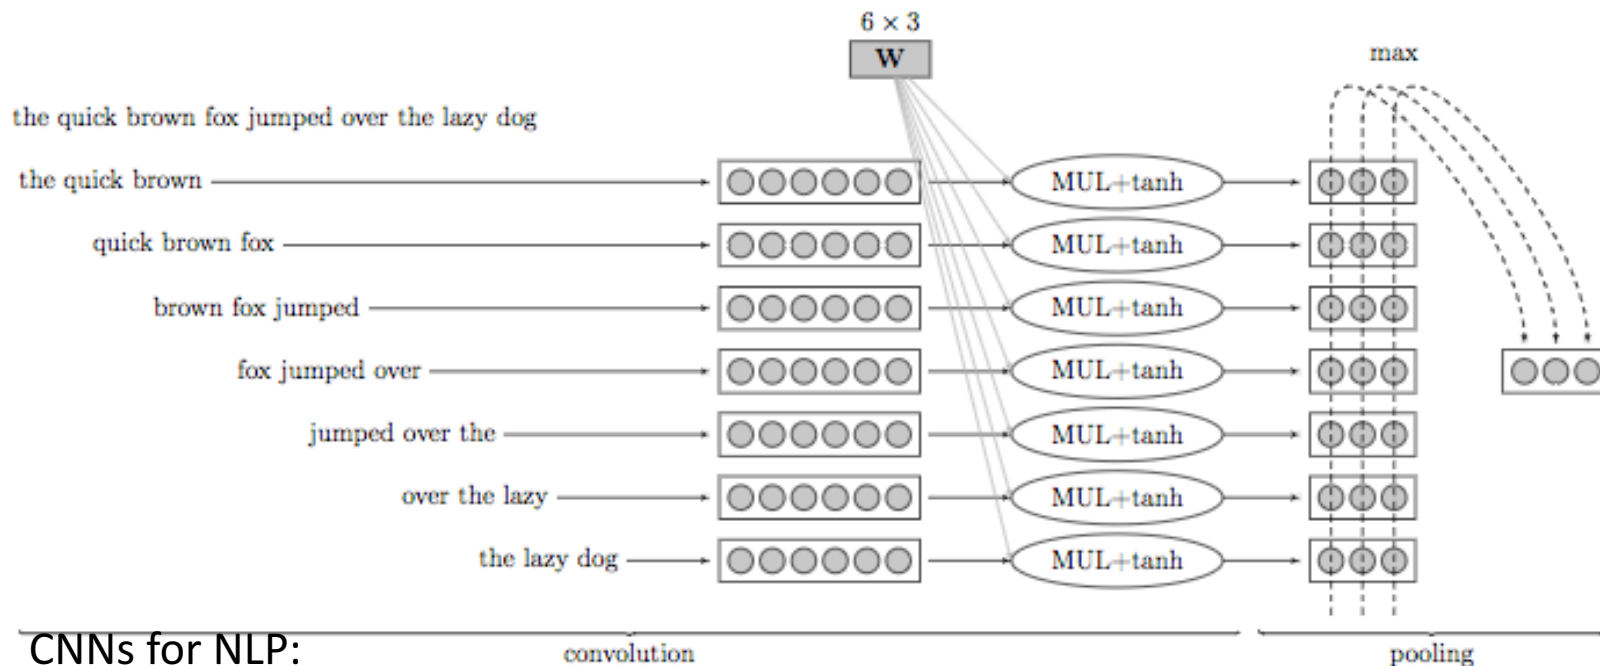 6 × 3
W
max
the quick brown fox jumped over the lazy dog
the quick brown
MUL+tanh
quick brown fox
MUL+tanh
brown fox jumped
MUL+tanh
fox jumped over
MUL+tanh
jumped over the
MUL+tanh
over the lazy
MUL+tanh
the lazy dog
MUL+tanh
CNNs for NLP:
convolution
pooling